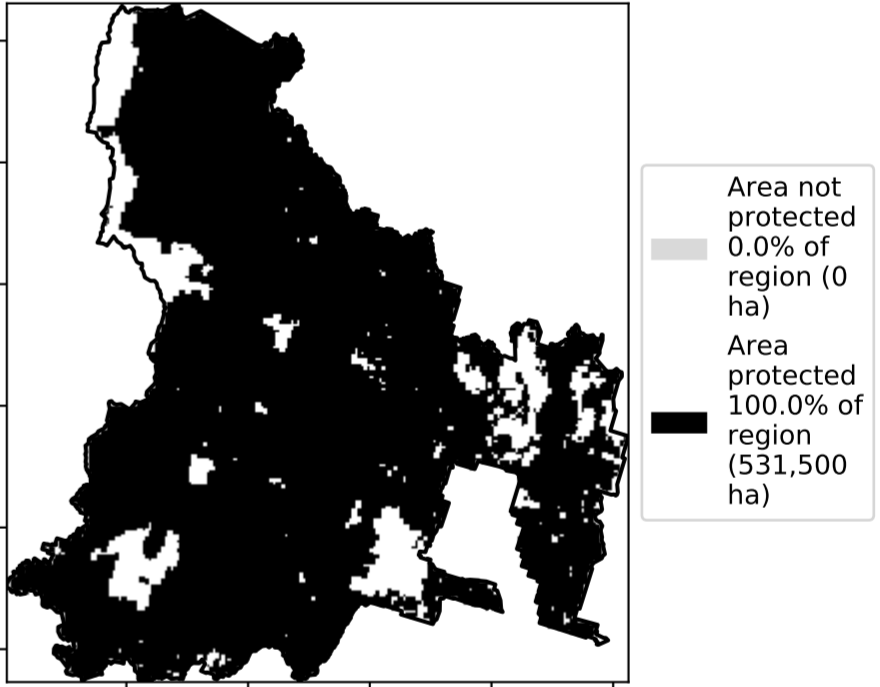 Area not
protected
0.0% of
region (0
ha)
Area
protected
100.0% of
region
(531,500
ha)